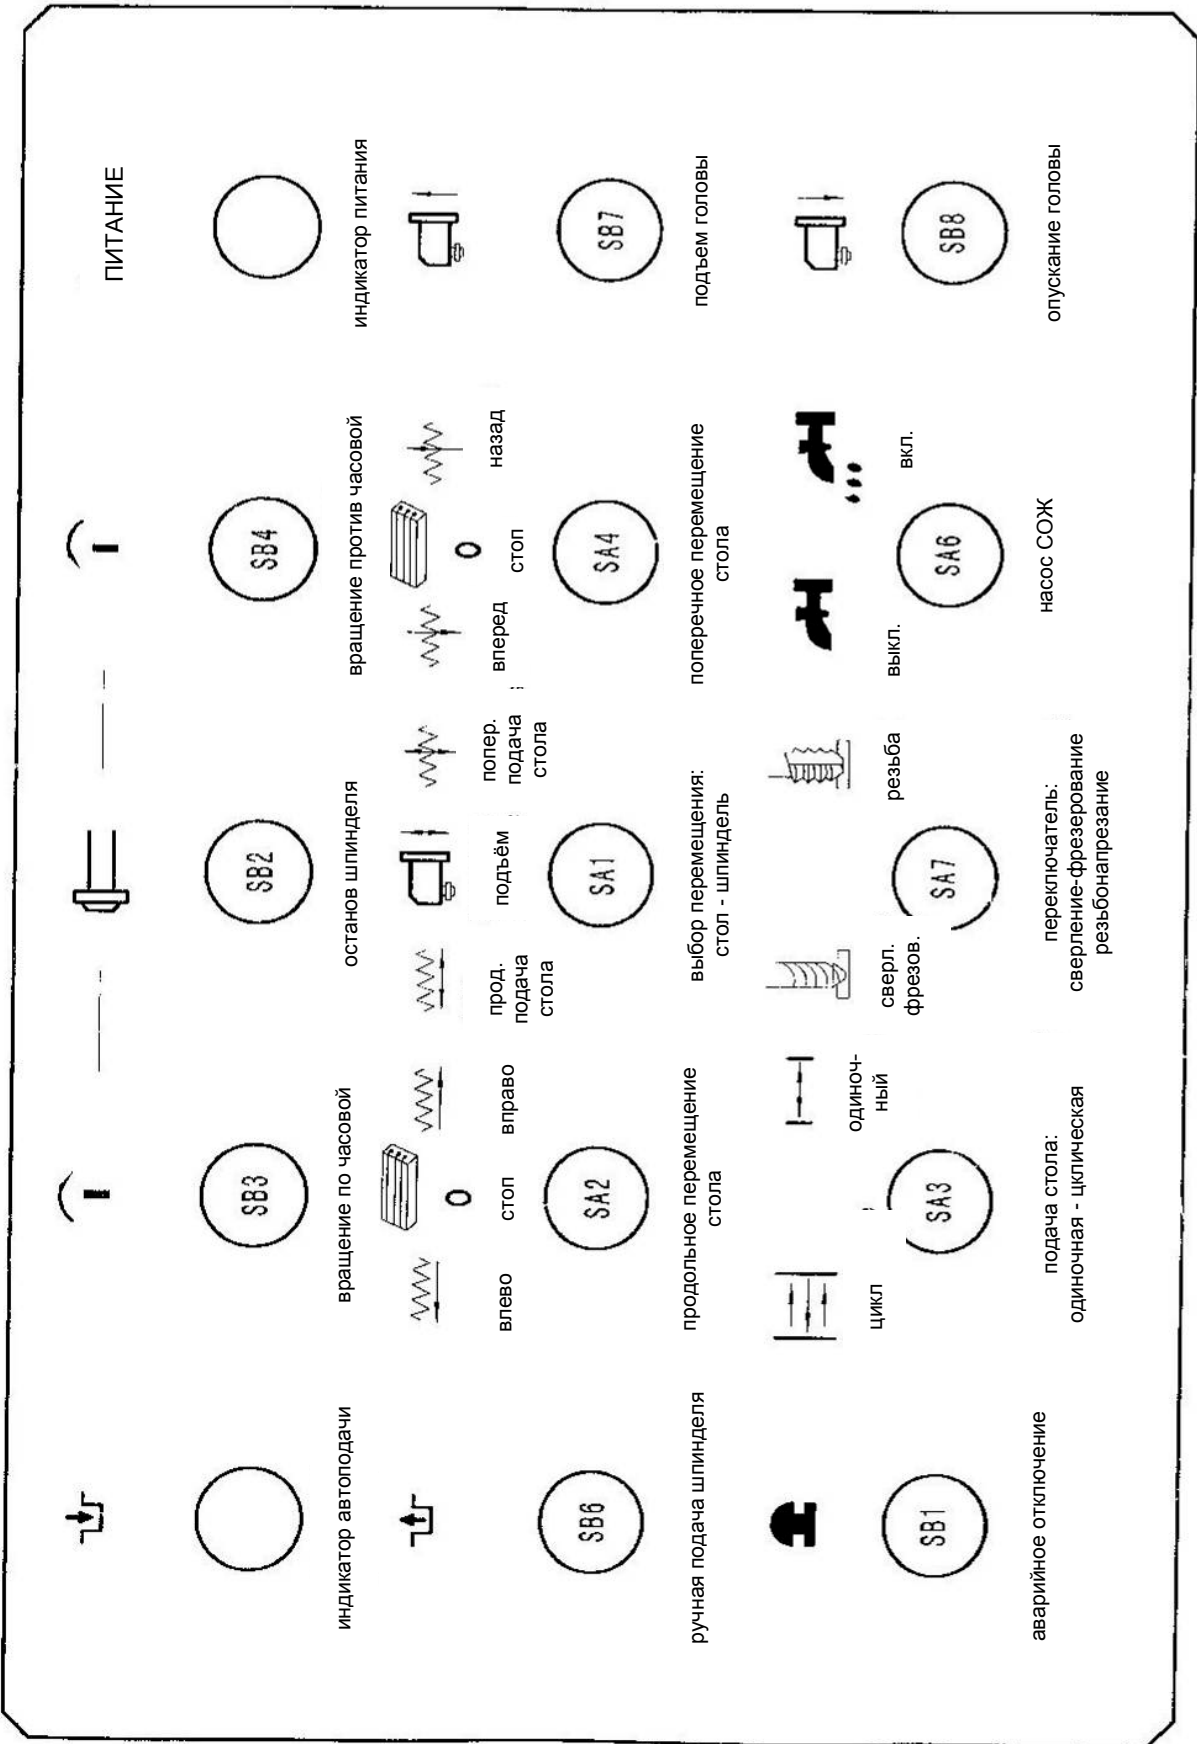 ПИТАНИЕ
SB3
SB2
SB4
индикатор автоподачи
вращение по часовой
останов шпинделя
вращение против часовой
индикатор питания
влево
0
стоп
вправо
прод.
подача
стола
подъём
попер.
подача
стола
вперед
0
стоп
назад
SB6
SA2
SA1
SA4
SB7
ручная подача шпинделя
продольное перемещение
стола
выбор перемещения:
стол - шпиндель
поперечное перемещение
стола
подъем головы
цикл
одиноч-
ный
сверл.
фрезов.
резьба
выкл.
вкл.
SB1
SA3
SA7
SA6
SB8
аварийное отключение
подача стола:
одиночная - цклическая
переключатель:
сверление-фрезерование
резьбонапрезание
насос СОЖ
опускание головы